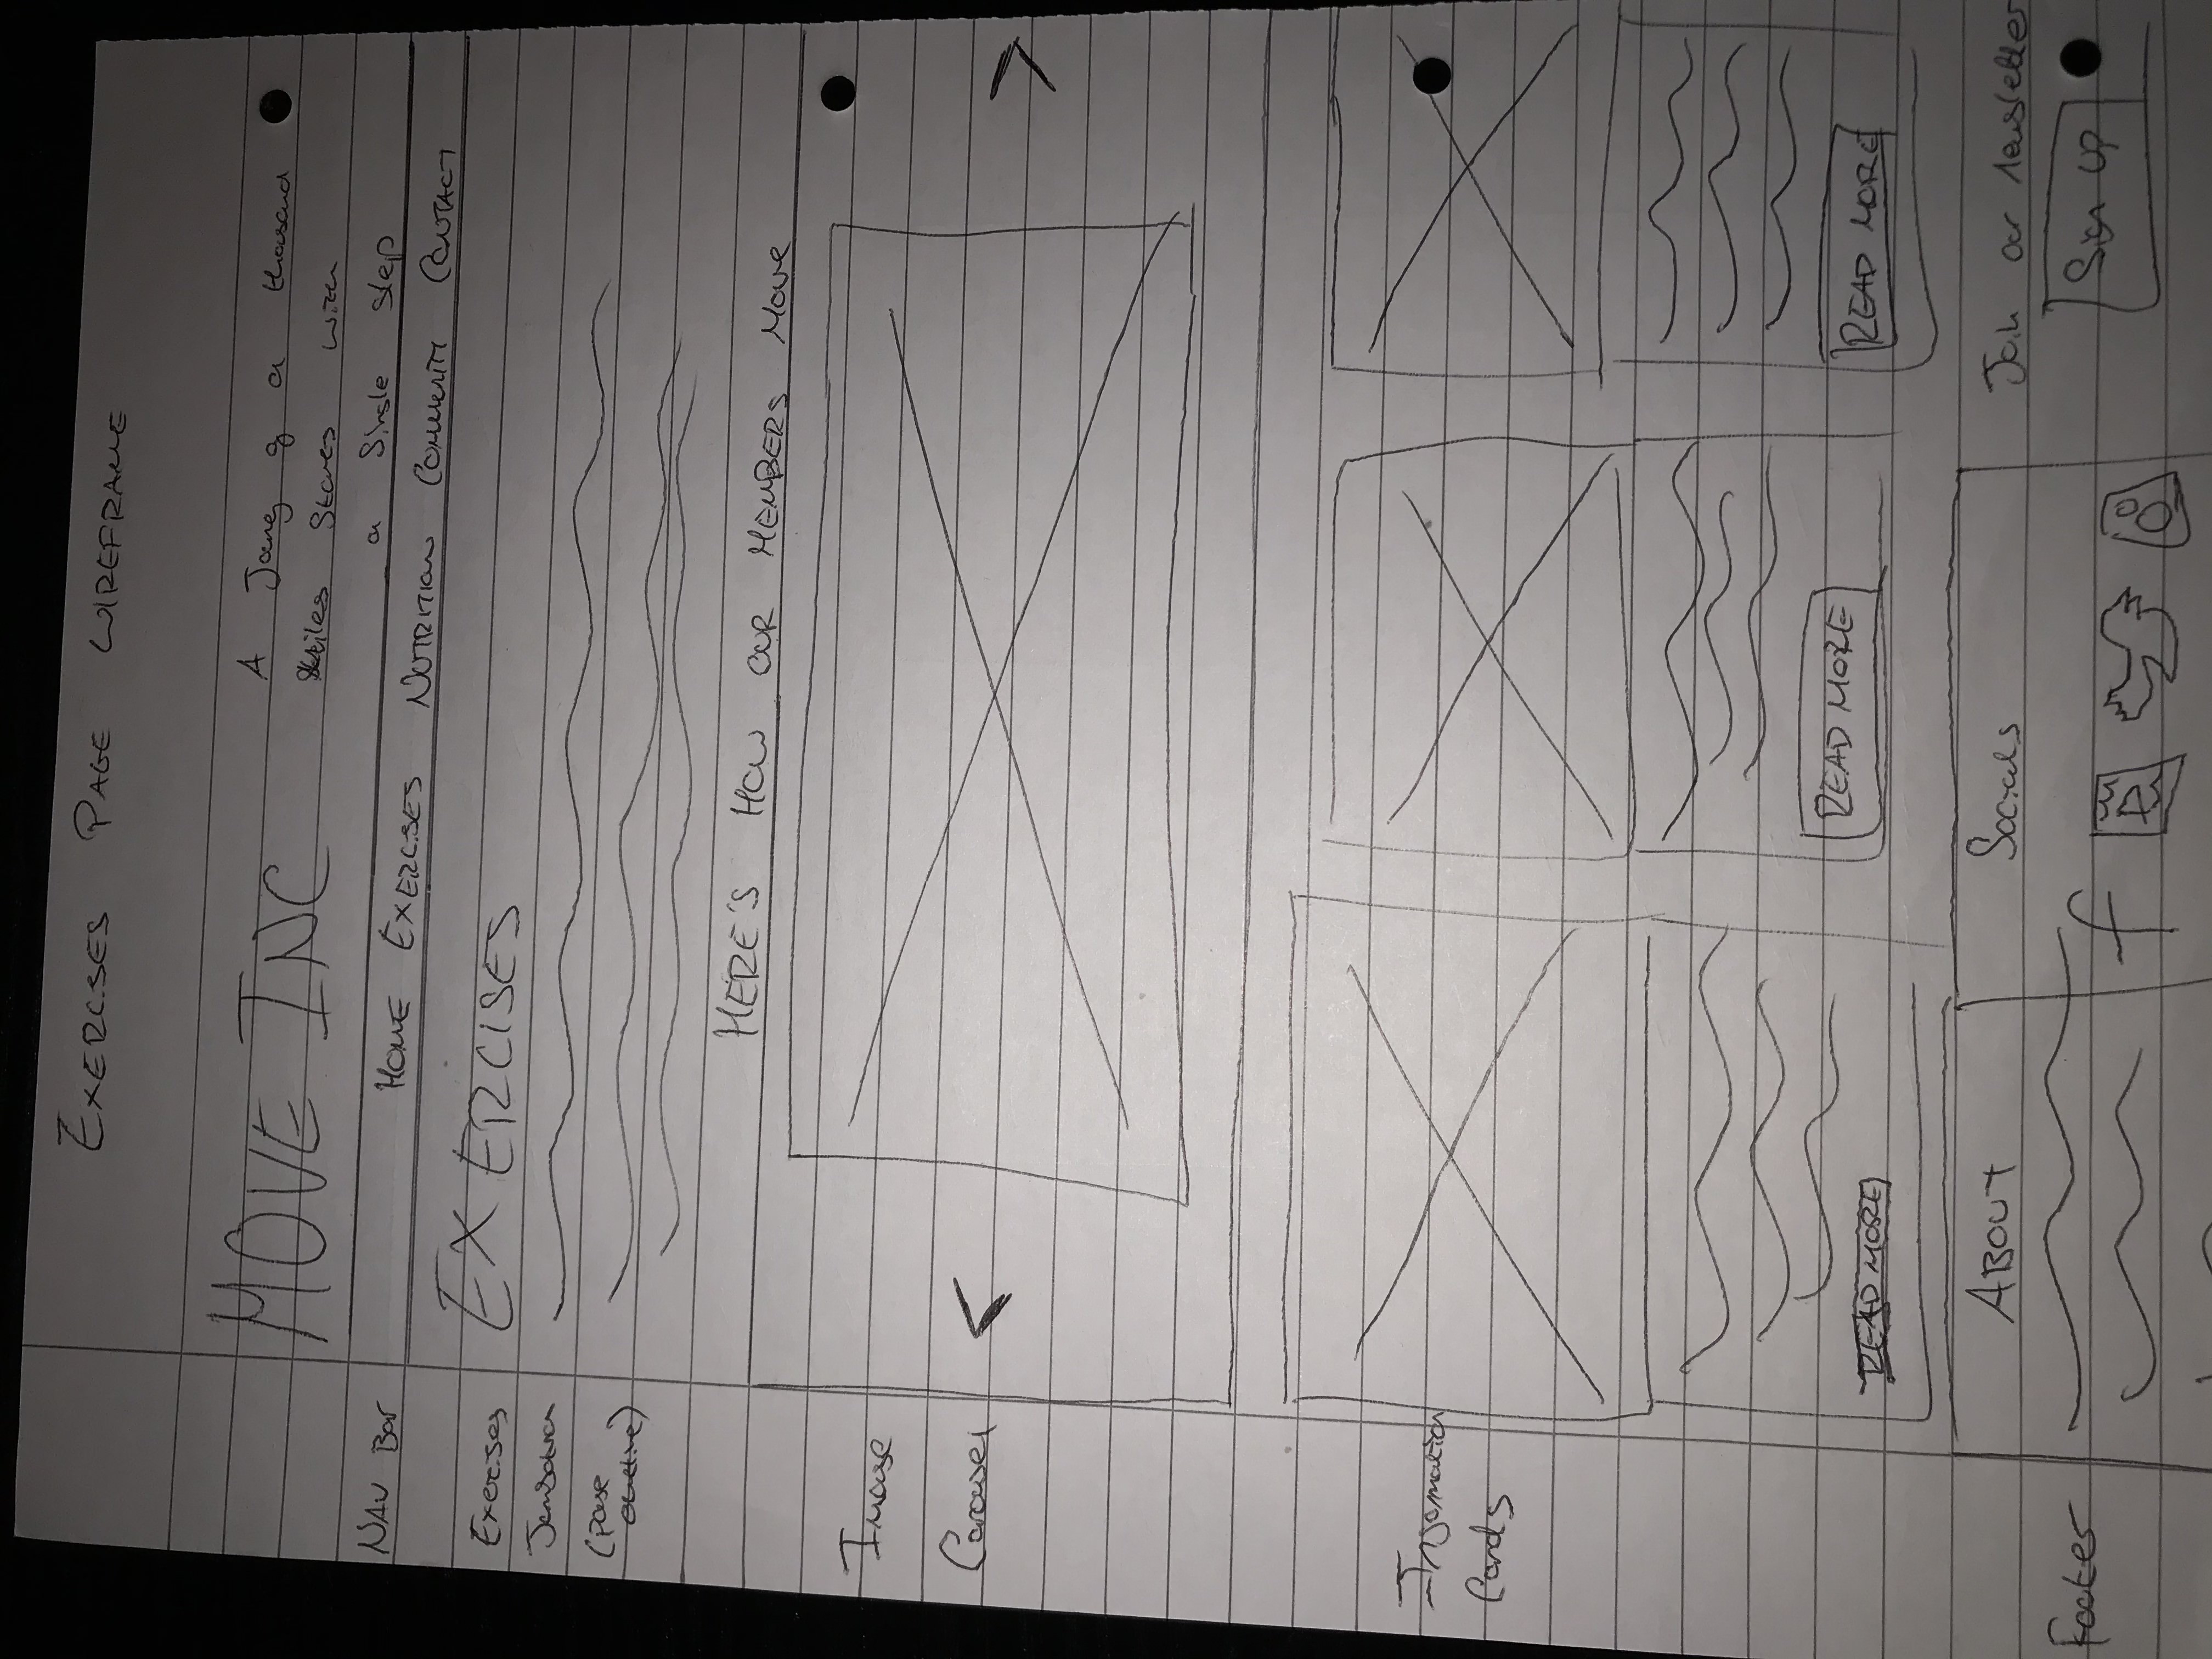 EXERCISES PAGE WIREFRAME
MOVE INC
A Journey of a thousand
miles Starts with
a Single step
NAV Bar
HOME EXERCISES NUTRITION COMMUNITY CONTACT
Exercises
EXERCISES
(page
HERE'S HOW OUR MEMBERS MOVE
Image
Carousel
<
>
Information
Cards
READ MORE
READ MORE
READ MORE
Footer
ABOUT
Socials
Join our newsletter
f
Sign up